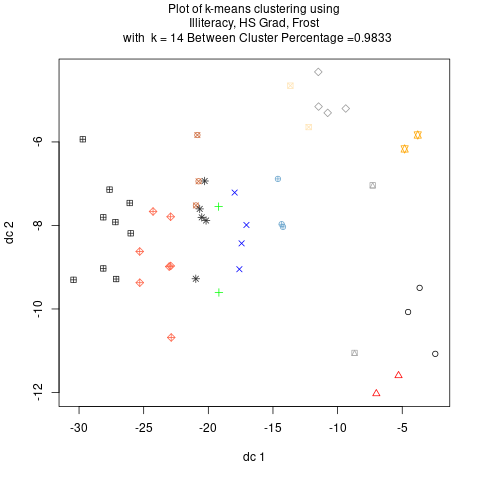 Plot of k-means clustering using
Illiteracy, HS Grad, Frost
with k = 14 Between Cluster Percentage =0.9833
dc 2
-6
-8
-10
-12
-30
-25
-20
-15
-10
-5
dc 1